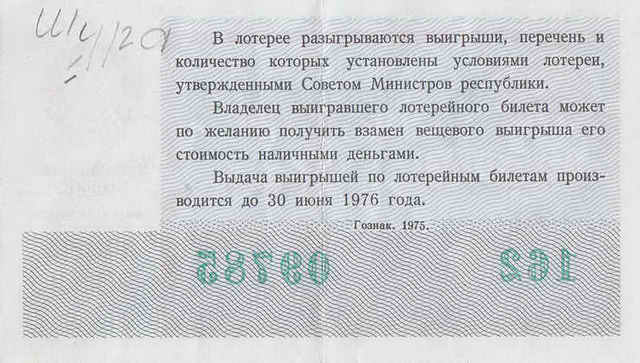 В лотерее разыгрываются выигрыши, перечень и
количество которых установлены условиями лотереи,
утвержденными Советом Министров республики.
Владелец выигравшего лотерейного билета может
по желанию получить взамен вещевого выигрыша его
стоимость наличными деньгами.
Выдача выигрышей по лотерейным билетам произ-
водится до 30 июня 1976 года.
Гознак. 1975.
162 09785